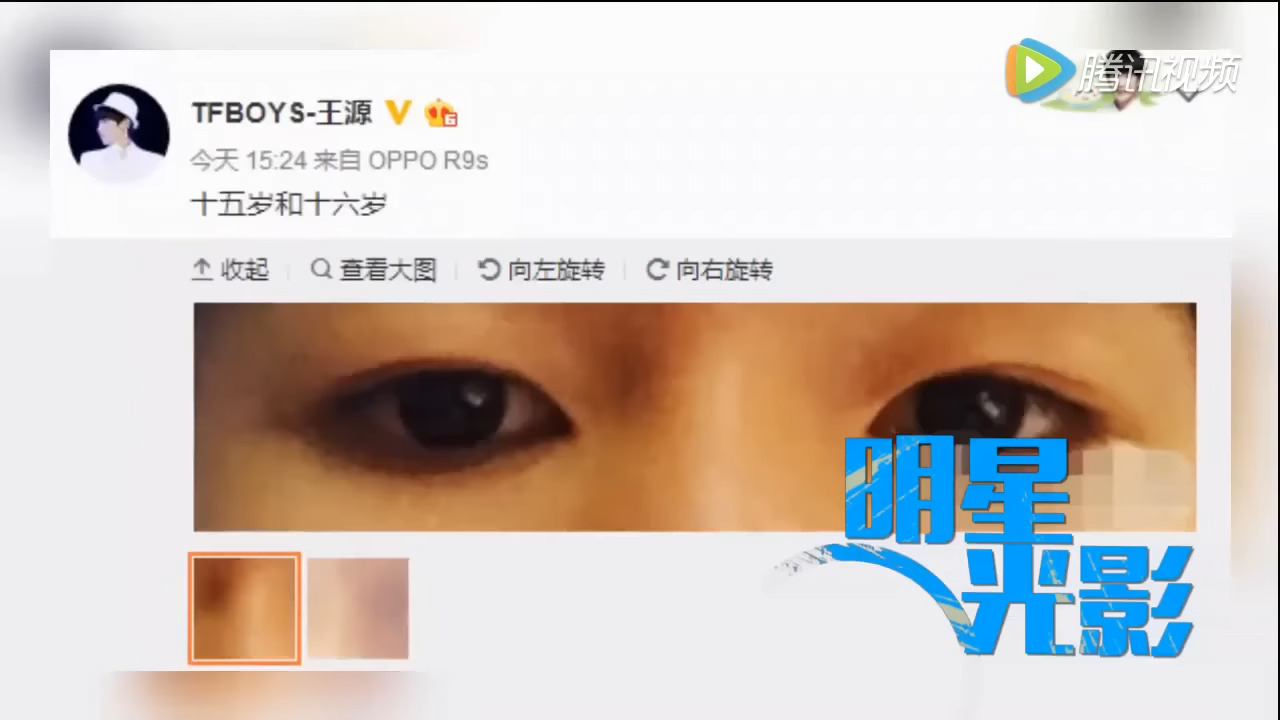 腾讯视频
TFBOYS-王源
今天 15:24 来自 OPPO R9s
十五岁和十六岁
收起 查看大图 向左旋转 向右旋转
明星
光影